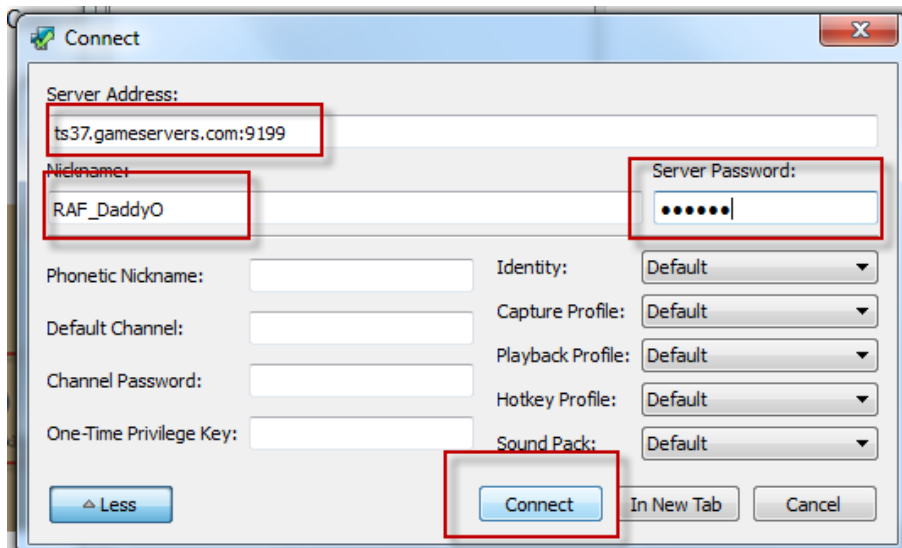 Connect
Server Address:
ts37.gameservers.com:9199
Nickname:
Server Password:
RAF_DaddyO
●●●●●●
Phonetic Nickname:
Identity:
Default
Default Channel:
Capture Profile:
Default
Channel Password:
Playback Profile:
Default
One-Time Privilege Key:
Hotkey Profile:
Default
Sound Pack:
Default
Less
Connect
In New Tab
Cancel